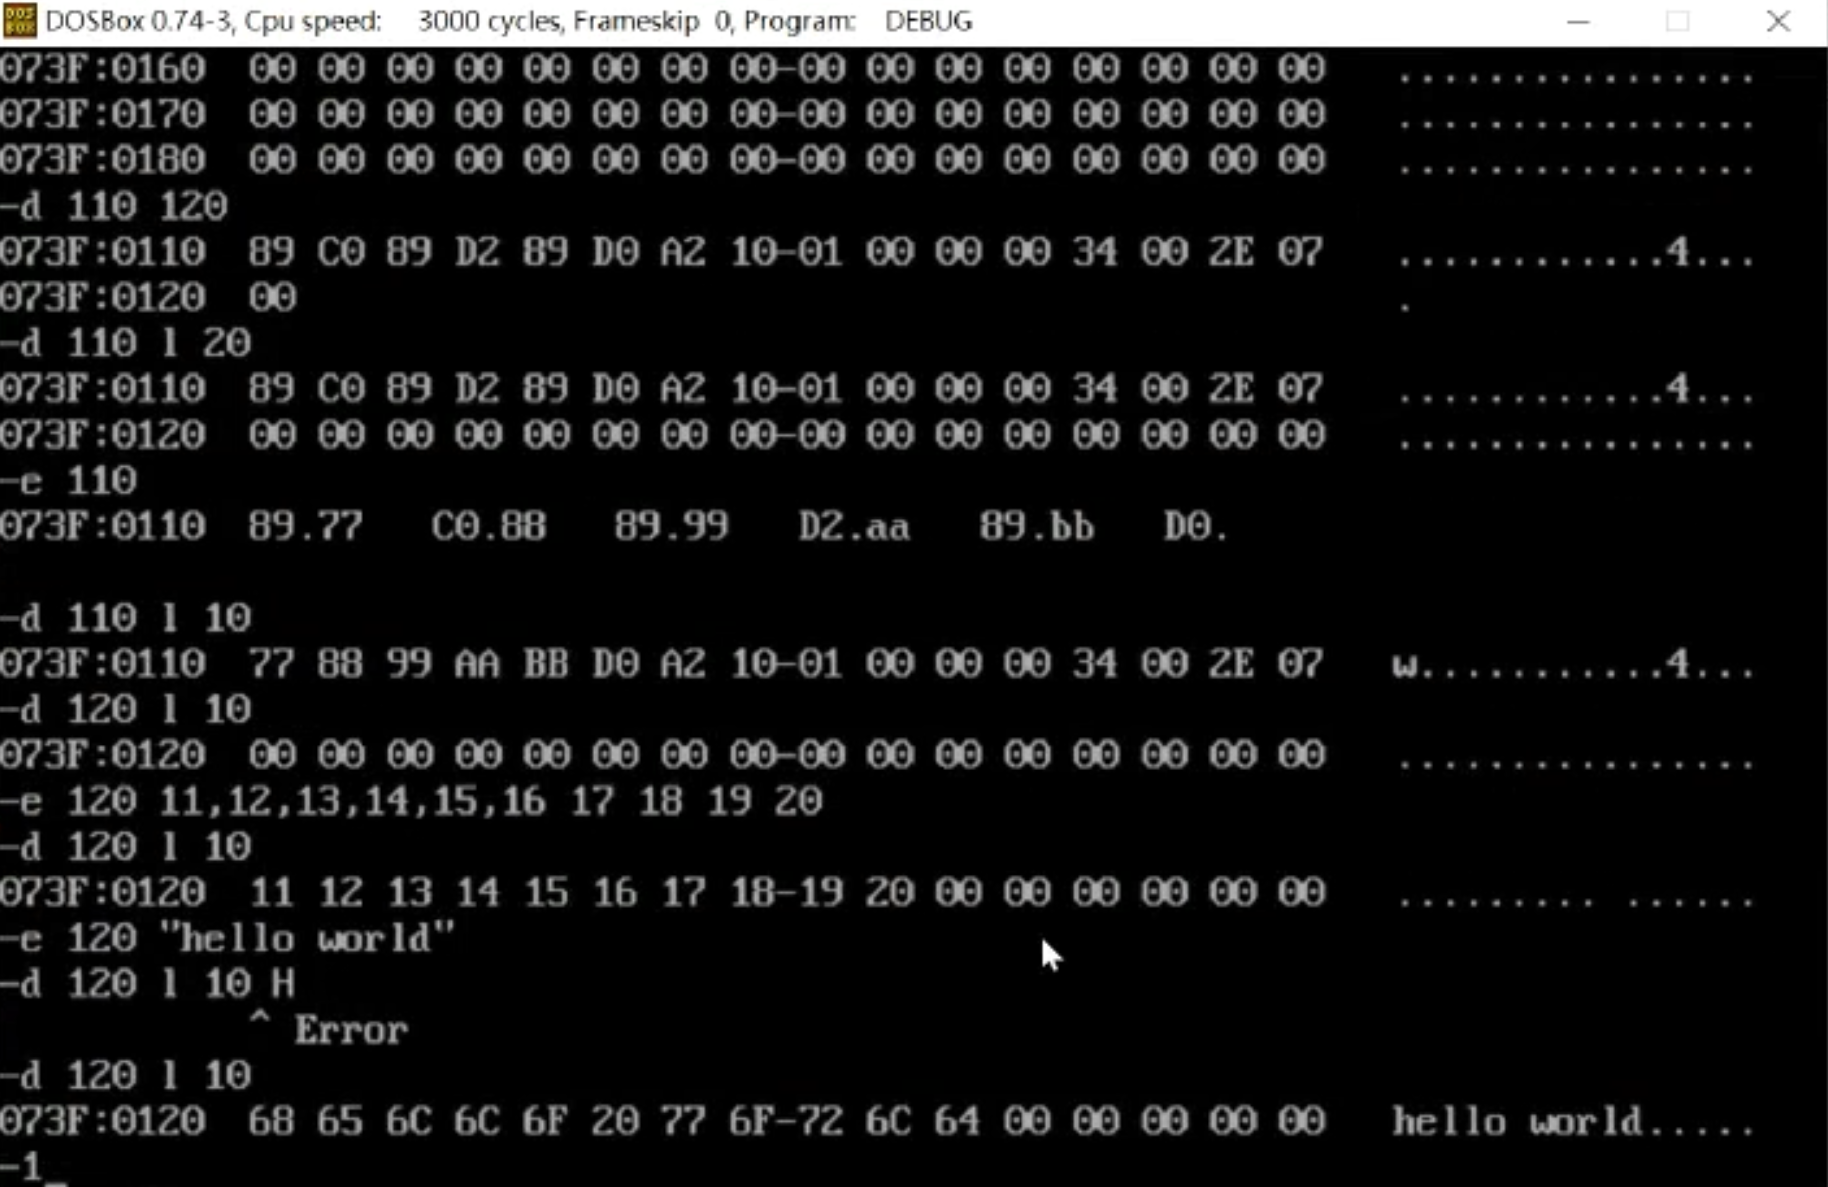 DOSBox 0.74-3, Cpu speed: 3000 cycles, Frameskip 0, Program: DEBUG
073F:0160 00 00 00 00 00 00 00 00-00 00 00 00 00 00 00 00 ................
073F:0170 00 00 00 00 00 00 00 00-00 00 00 00 00 00 00 00 ................
073F:0180 00 00 00 00 00 00 00 00-00 00 00 00 00 00 00 00 ................
-d 110 120
073F:0110 89 C0 89 D2 89 D0 A2 10-01 00 00 00 34 00 2E 07 ............4...
073F:0120 00 .
-d 110 l 20
073F:0110 89 C0 89 D2 89 D0 A2 10-01 00 00 00 34 00 2E 07 ............4...
073F:0120 00 00 00 00 00 00 00 00-00 00 00 00 00 00 00 00 ................
-e 110
073F:0110 89.77 C0.88 89.99 D2.aa 89.bb D0.
-d 110 l 10
073F:0110 77 88 99 AA BB D0 A2 10-01 00 00 00 34 00 2E 07 w...........4...
-d 120 l 10
073F:0120 00 00 00 00 00 00 00 00-00 00 00 00 00 00 00 00 ................
-e 120 11,12,13,14,15,16 17 18 19 20
-d 120 l 10
073F:0120 11 12 13 14 15 16 17 18-19 20 00 00 00 00 00 00 ......... ......
-e 120 "hello world"
-d 120 l 10 H
^ Error
-d 120 l 10
073F:0120 68 65 6C 6C 6F 20 77 6F-72 6C 64 00 00 00 00 00 hello world.....
-1_